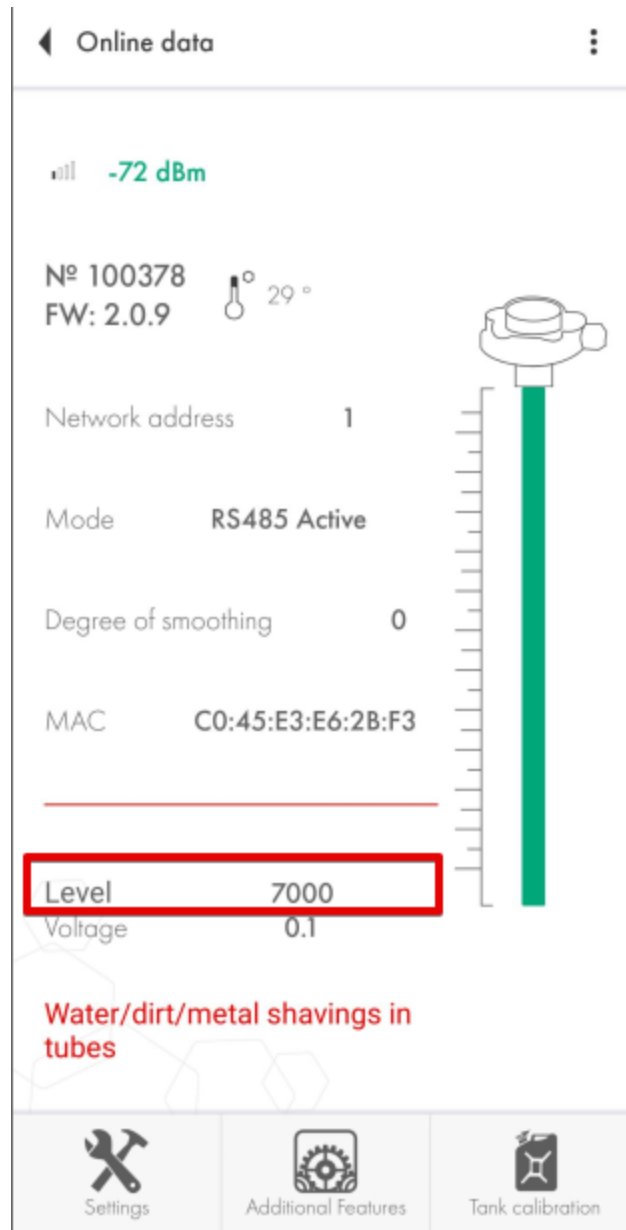 Online data
-72 dBm
№ 100378
FW: 2.0.9
29 °
Network address 1
Mode RS485 Active
Degree of smoothing 0
MAC C0:45:E3:E6:2B:F3
Level 7000
Voltage 0.1
Water/dirt/metal shavings in
tubes
Settings Additional Features Tank calibration